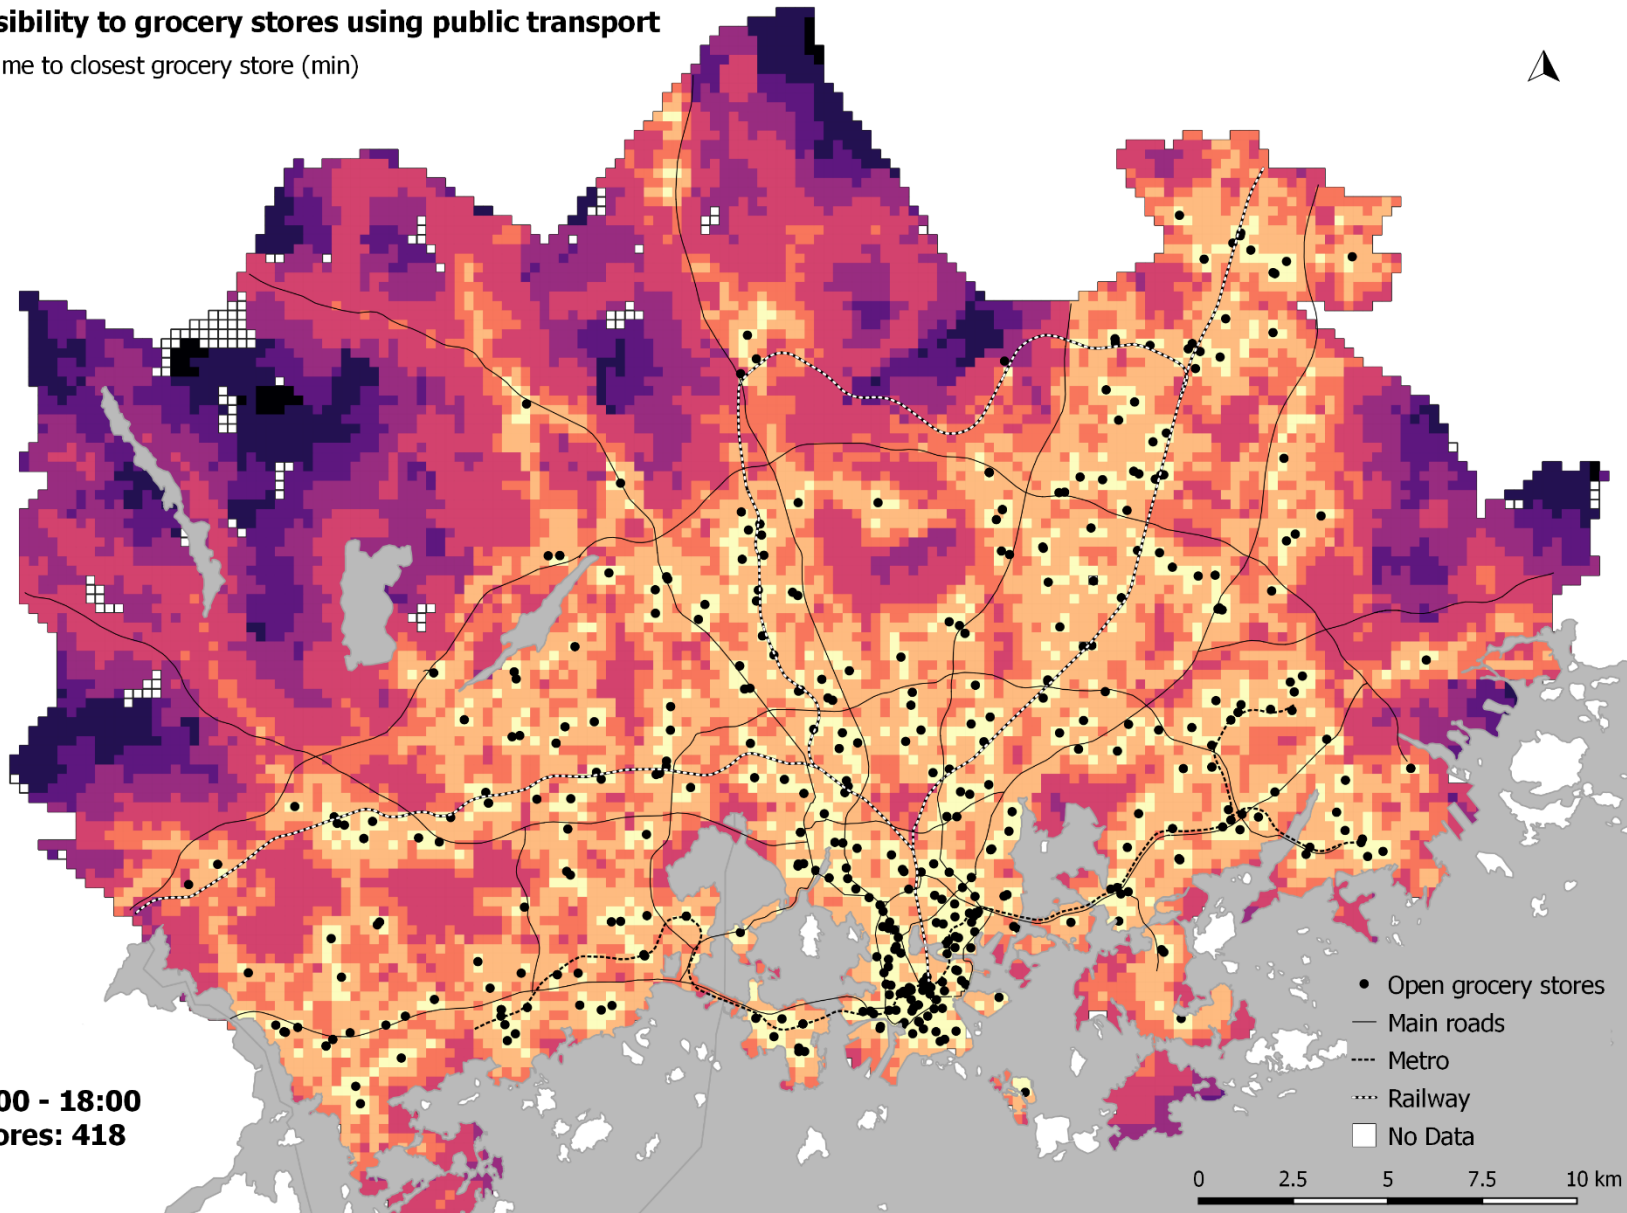 sibility to grocery stores using public transport
me to closest grocery store (min)
Open grocery stores
Main roads
Metro
Railway
No Data
00 - 18:00
ores: 418
0 2.5 5 7.5 10 km